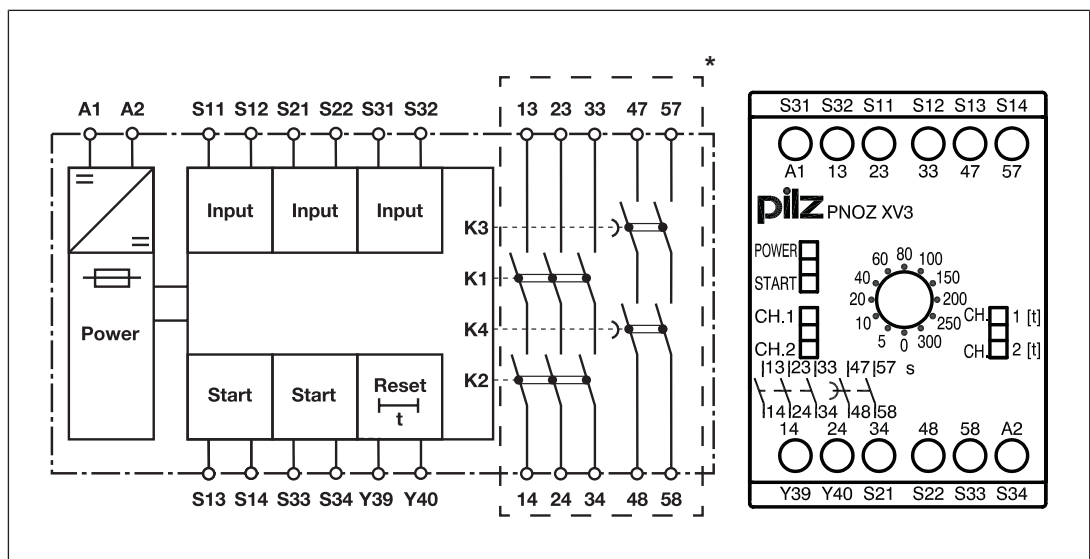 *
A1 A2 S11 S12 S21 S22 S31 S32 13 23 33 47 57
Input Input Input
K3
K1
K4
K2
Power
Start Start Reset
t
S13 S14 S33 S34 Y39 Y40 14 24 34 48 58
S31 S32 S11 S12 S13 S14
A1 13 23 33 47 57
pilz PNOZ XV3
POWER
START
CH.1
CH.2
0 5 10 20 40 60 80 100 150 200 250 300
s
CH. 1 [t]
CH. 2 [t]
13 23 33 47 57
14 24 34 48 58
14 24 34 48 58 A2
Y39 Y40 S21 S22 S33 S34